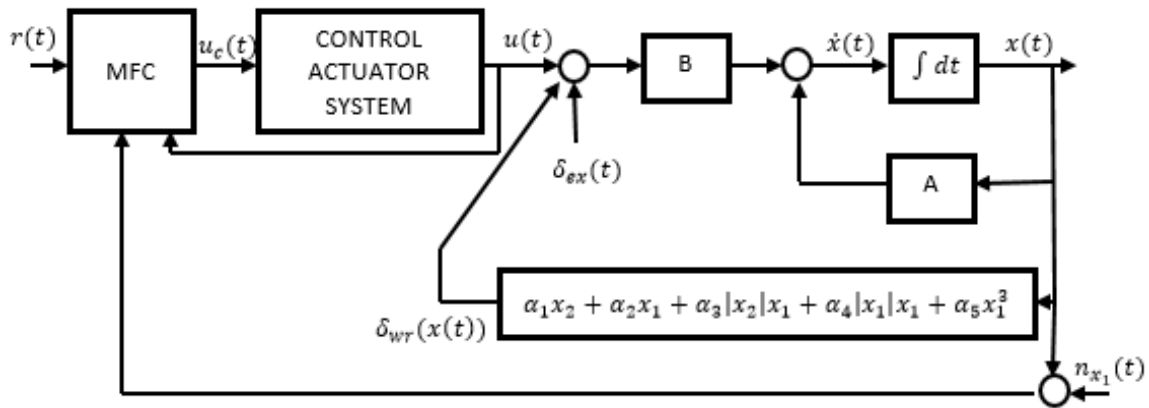 r(t)
MFC
u_c(t)
CONTROL
ACTUATOR
SYSTEM
u(t)
δ_ex(t)
B
ẋ(t)
∫ dt
x(t)
A
α₁x₂ + α₂x₁ + α₃|x₂|x₁ + α₄|x₁|x₁ + α₅x₁³
δ_wr(x(t))
n_x₁(t)